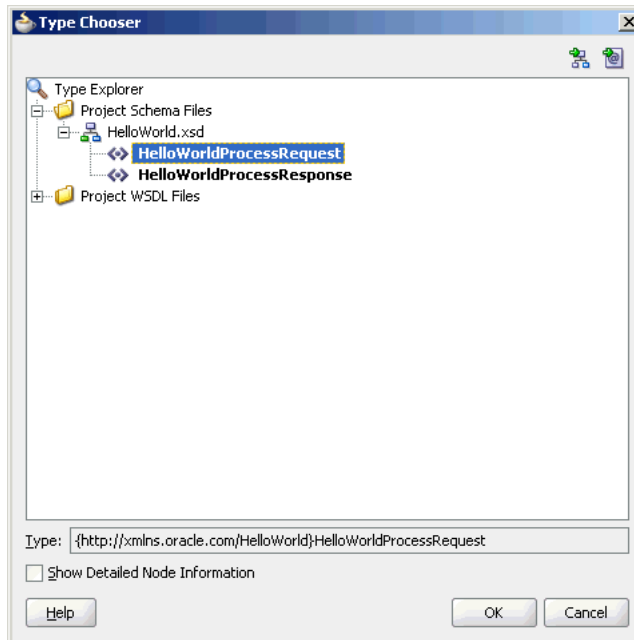 Type Chooser
Type Explorer
Project Schema Files
HelloWorld.xsd
HelloWorldProcessRequest
HelloWorldProcessResponse
Project WSDL Files
Type: {http://xmlns.oracle.com/HelloWorld}HelloWorldProcessRequest
Show Detailed Node Information
Help OK Cancel